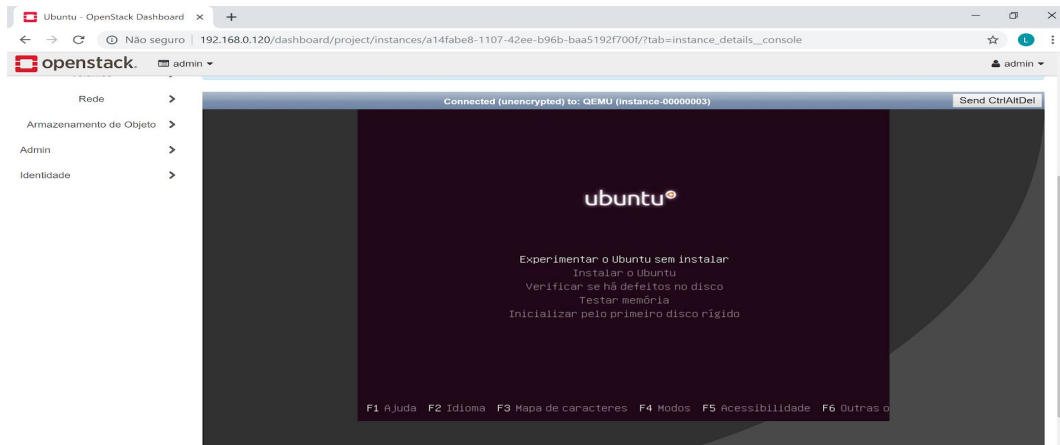 Ubuntu - OpenStack Dashboard
Não seguro | 192.168.0.120/dashboard/project/instances/a14fabe8-1107-42ee-b96b-baa5192f700f/?tab=instance_details__console
L
openstack. admin
admin
Rede
Armazenamento de Objeto
Admin
Identidade
Connected (unencrypted) to: QEMU (instance-00000003)
Send CtrlAltDel
ubuntu
Experimentar o Ubuntu sem instalar
Instalar o Ubuntu
Verificar se há defeitos no disco
Testar memória
Inicializar pelo primeiro disco rígido
F1 Ajuda F2 Idioma F3 Mapa de caracteres F4 Modos F5 Acessibilidade F6 Outras o